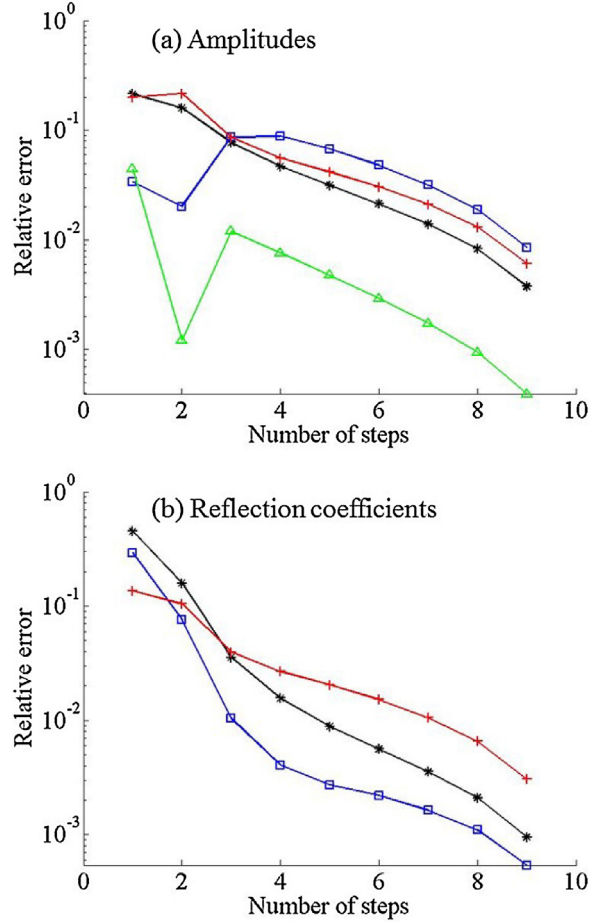 (a) Amplitudes
10^0
10^-1
10^-2
10^-3
Relative error
0 2 4 6 8 10
Number of steps
(b) Reflection coefficients
10^0
10^-1
10^-2
10^-3
Relative error
0 2 4 6 8 10
Number of steps